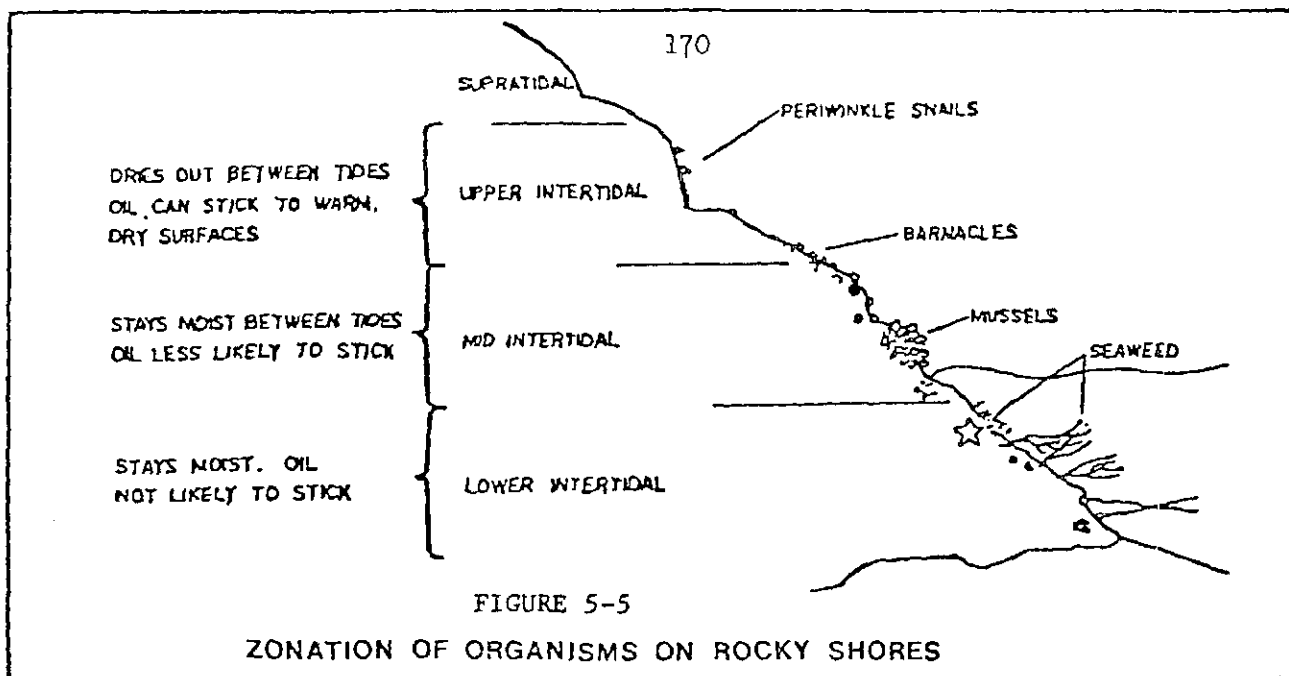 170
SUPRATIDAL
PERIWINKLE SNAILS
DRIES OUT BETWEEN TIDES
OIL CAN STICK TO WARM,
DRY SURFACES
UPPER INTERTIDAL
BARNACLES
STAYS MOIST BETWEEN TIDES
OIL LESS LIKELY TO STICK
MID INTERTIDAL
MUSSELS
SEAWEED
STAYS MOIST. OIL
NOT LIKELY TO STICK
LOWER INTERTIDAL
FIGURE 5-5
ZONATION OF ORGANISMS ON ROCKY SHORES